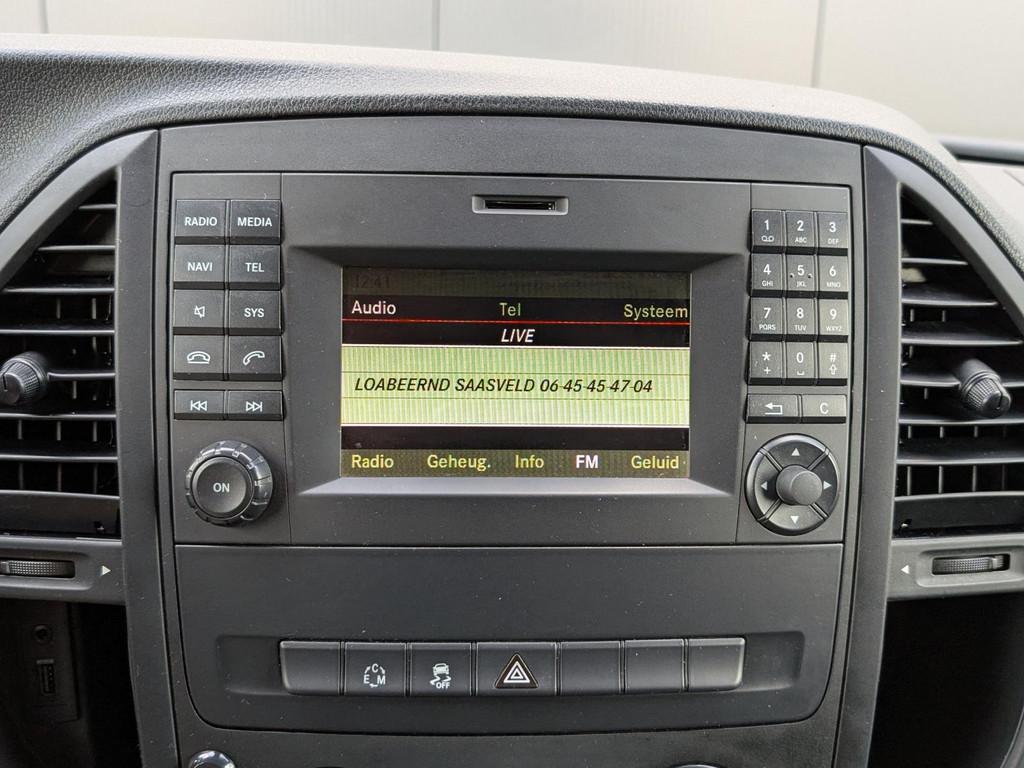 RADIO MEDIA
NAVI TEL
SYS
ON
12:41
Audio Tel Systeem
LIVE
LOABEERND SAASVELD 06-45-45-47-04
Radio Geheug. Info FM Geluid
1 2 ABC 3 DEF
4 GHI 5 JKL 6 MNO
7 PQRS 8 TUV 9 WXYZ
* + 0 #
C
C E M
OFF